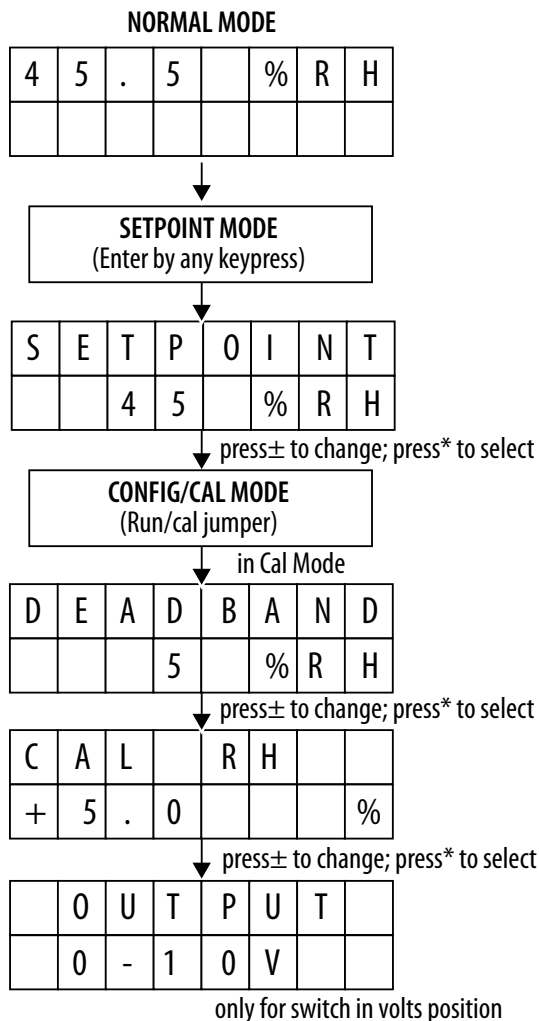 NORMAL MODE
45.5 %RH
SETPOINT MODE
(Enter by any keypress)
SETPOINT
45 %RH
press± to change; press* to select
CONFIG/CAL MODE
(Run/cal jumper)
in Cal Mode
DEADBAND
5 %RH
press± to change; press* to select
CAL RH
+5.0 %
press± to change; press* to select
OUTPUT
0-10V
only for switch in volts position